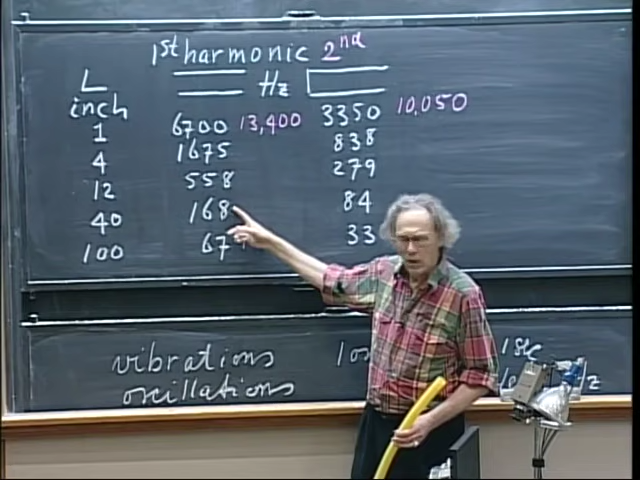 1st harmonic 2nd
L Hz
inch
1 6700 13,400 3350 10,050
4 1675 838
12 558 279
40 168 84
100 67 33
vibrations
oscillations